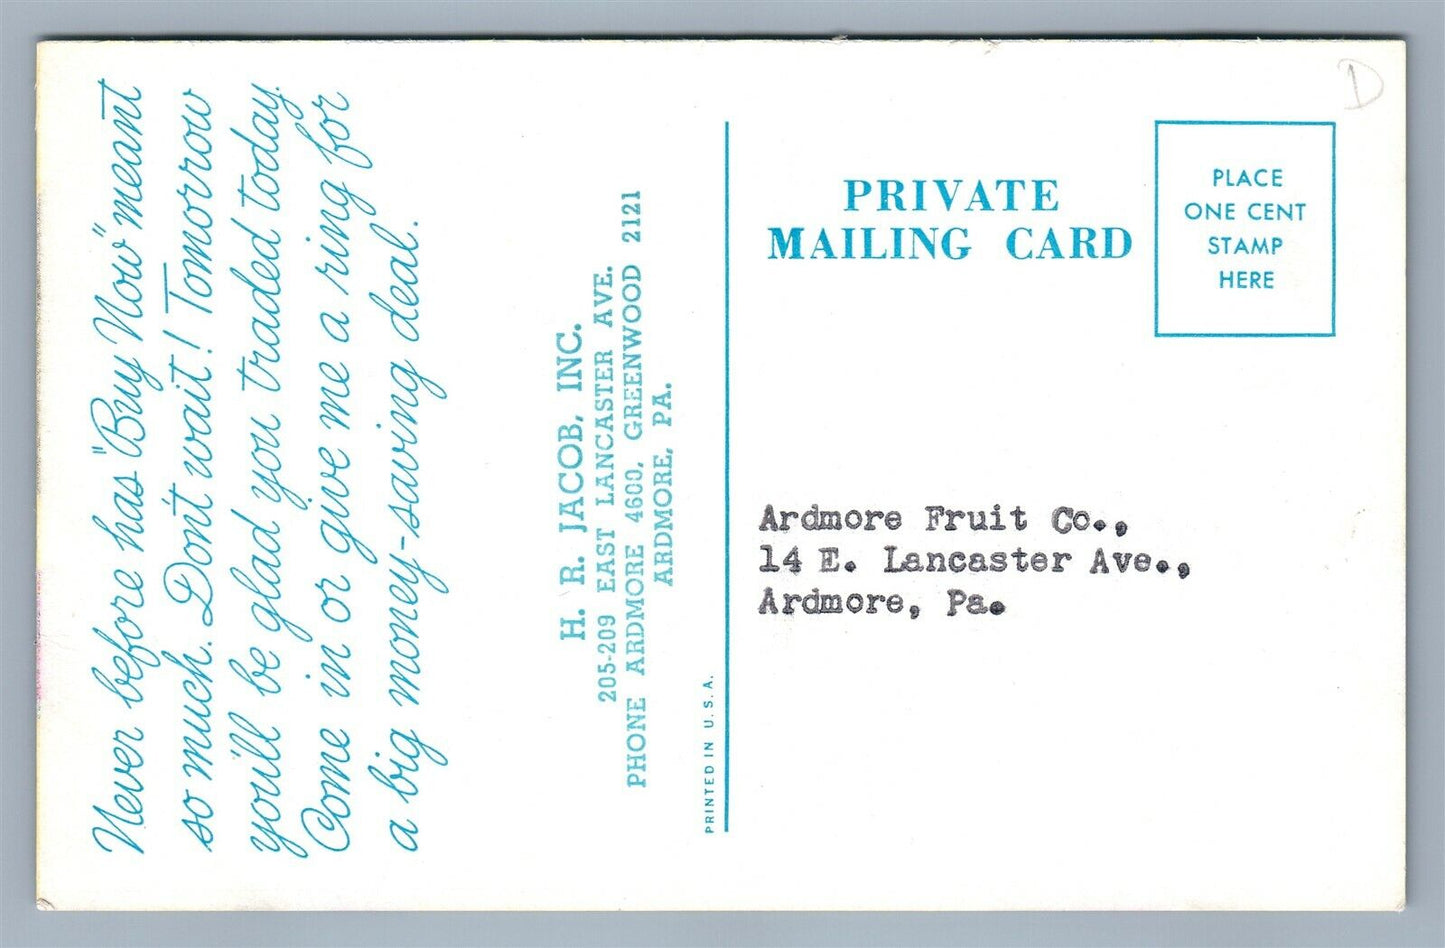 Never before has "Buy Now" meant
so much. Don't wait! Tomorrow
you'll be glad you traded today.
Come in or give me a ring for
a big money-saving deal.
H. R. JACOB, INC.
205-209 EAST LANCASTER AVE.
PHONE ARDMORE 4600, GREENWOOD 2121
ARDMORE, PA.
PRINTED IN U.S.A.
PRIVATE
MAILING CARD
PLACE
ONE CENT
STAMP
HERE
D
Ardmore Fruit Co.,
14 E. Lancaster Ave.,
Ardmore, Pa.